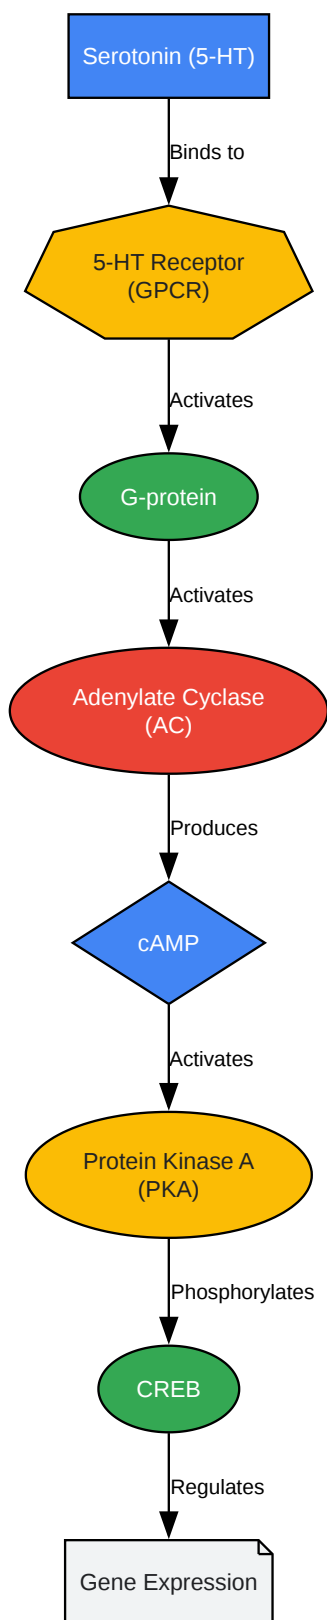 Serotonin (5-HT)
Binds to
5-HT Receptor
(GPCR)
Activates
G-protein
Activates
Adenylate Cyclase
(AC)
Produces
cAMP
Activates
Protein Kinase A
(PKA)
Phosphorylates
CREB
Regulates
Gene Expression